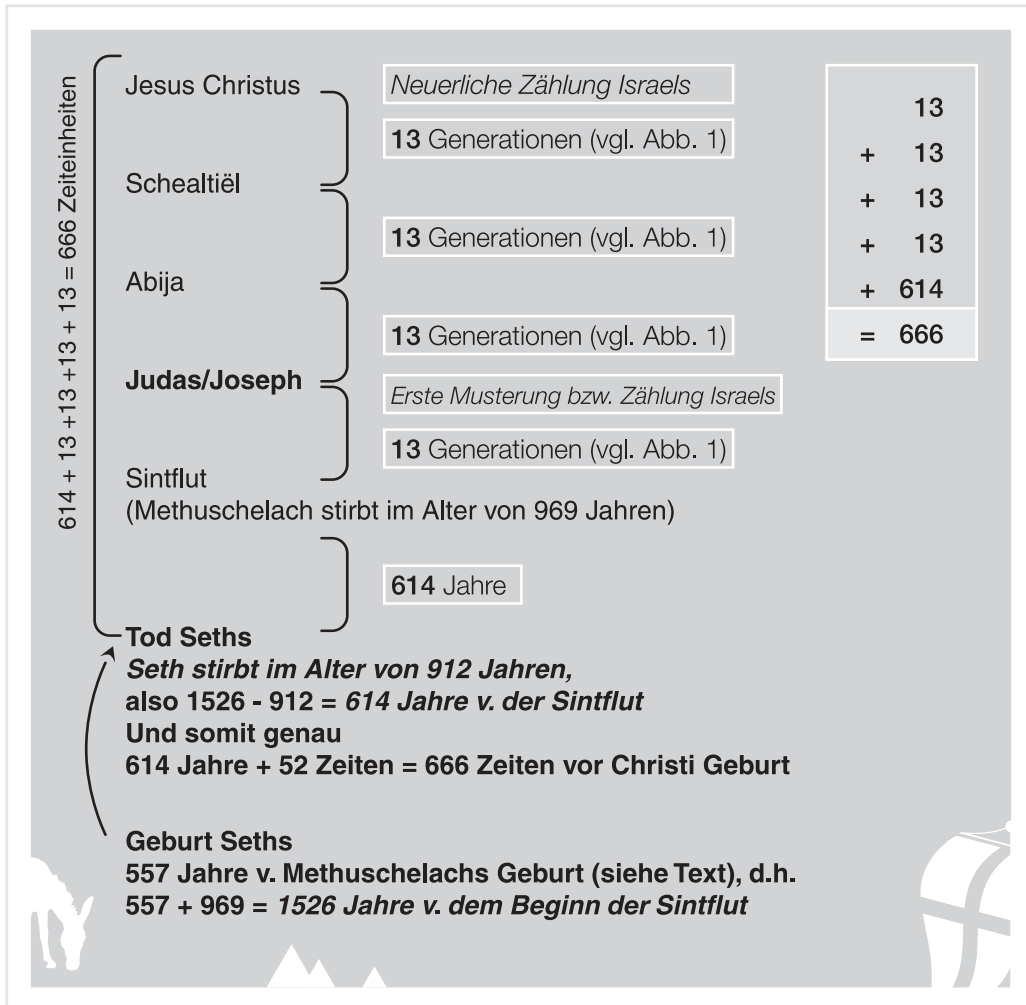 614 + 13 +13 +13 + 13 = 666 Zeiteinheiten
Jesus Christus
Neuerliche Zählung Israels
13 Generationen (vgl. Abb. 1)
Schealtiël
13 Generationen (vgl. Abb. 1)
Abija
13 Generationen (vgl. Abb. 1)
Judas/Joseph
Erste Musterung bzw. Zählung Israels
13 Generationen (vgl. Abb. 1)
Sintflut
(Methuschelach stirbt im Alter von 969 Jahren)
614 Jahre
Tod Seths
Seth stirbt im Alter von 912 Jahren,
also 1526 - 912 = 614 Jahre v. der Sintflut
Und somit genau
614 Jahre + 52 Zeiten = 666 Zeiten vor Christi Geburt
Geburt Seths
557 Jahre v. Methuschelachs Geburt (siehe Text), d.h.
557 + 969 = 1526 Jahre v. dem Beginn der Sintflut
13
+ 13
+ 13
+ 13
+ 614
= 666